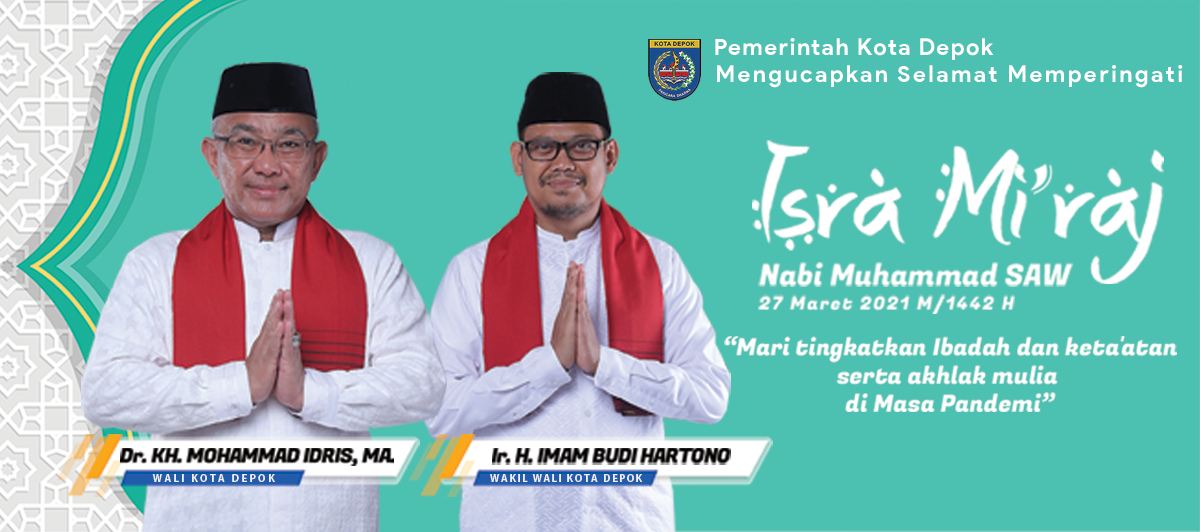 KOTA DEPOK
Pemerintah Kota Depok
Mengucapkan Selamat Memperingati
Isra Mi'raj
Nabi Muhammad SAW
27 Maret 2021 M/1442 H
“Mari tingkatkan Ibadah dan keta'atan
serta akhlak mulia
di Masa Pandemi”
Dr. KH. MOHAMMAD IDRIS, MA.
WALI KOTA DEPOK
Ir. H. IMAM BUDI HARTONO
WAKIL WALI KOTA DEPOK